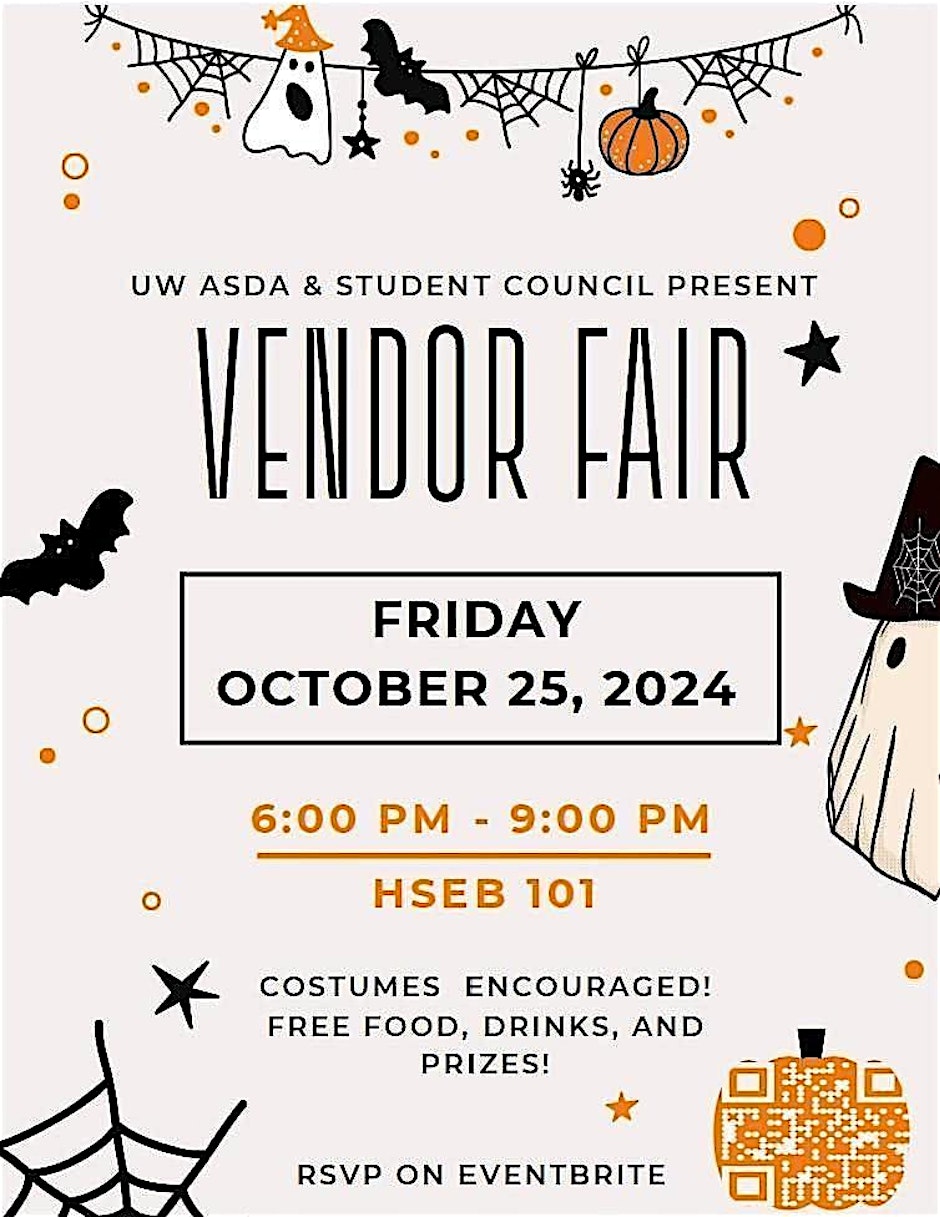 UW ASDA & STUDENT COUNCIL PRESENT
VENDOR FAIR
FRIDAY
OCTOBER 25, 2024
6:00 PM - 9:00 PM
HSEB 101
COSTUMES ENCOURAGED!
FREE FOOD, DRINKS, AND
PRIZES!
RSVP ON EVENTBRITE